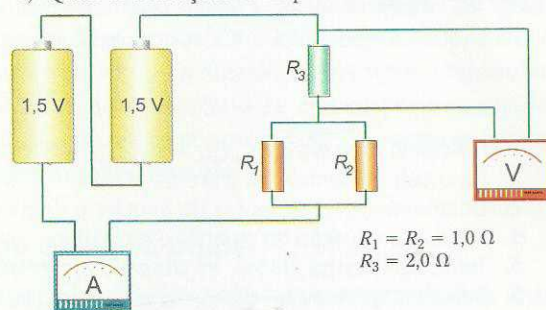 1,5 V
1,5 V
R₃
R₁
R₂
V
R₁ = R₂ = 1,0 Ω
R₃ = 2,0 Ω
A